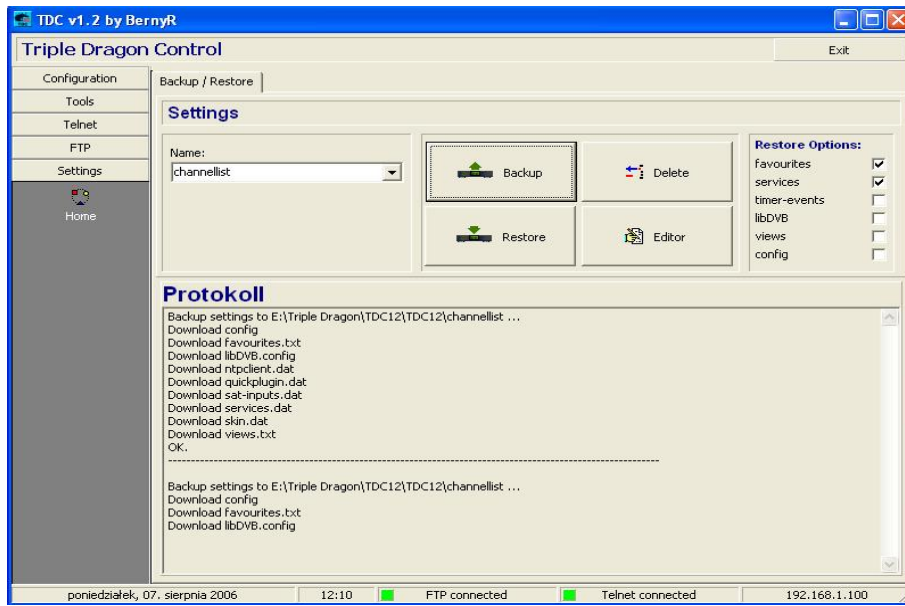 TDC v1.2 by BernyR
Triple Dragon Control
Exit
Configuration
Tools
Telnet
FTP
Settings
Home
Backup / Restore
Settings
Name:
channellist
Backup
Delete
Restore
Editor
Restore Options:
favourites
services
timer-events
libDVB
views
config
Protokoll
Backup settings to E:\Triple Dragon\TDC12\TDC12\channellist ...
Download config
Download favourites.txt
Download libDVB.config
Download ntpclient.dat
Download quickplugin.dat
Download sat-inputs.dat
Download services.dat
Download skin.dat
Download views.txt
OK.
----------------------------------------------------------------------------------------------------
Backup settings to E:\Triple Dragon\TDC12\TDC12\channellist ...
Download config
Download favourites.txt
Download libDVB.config
poniedziałek, 07. sierpnia 2006 12:10 FTP connected Telnet connected 192.168.1.100